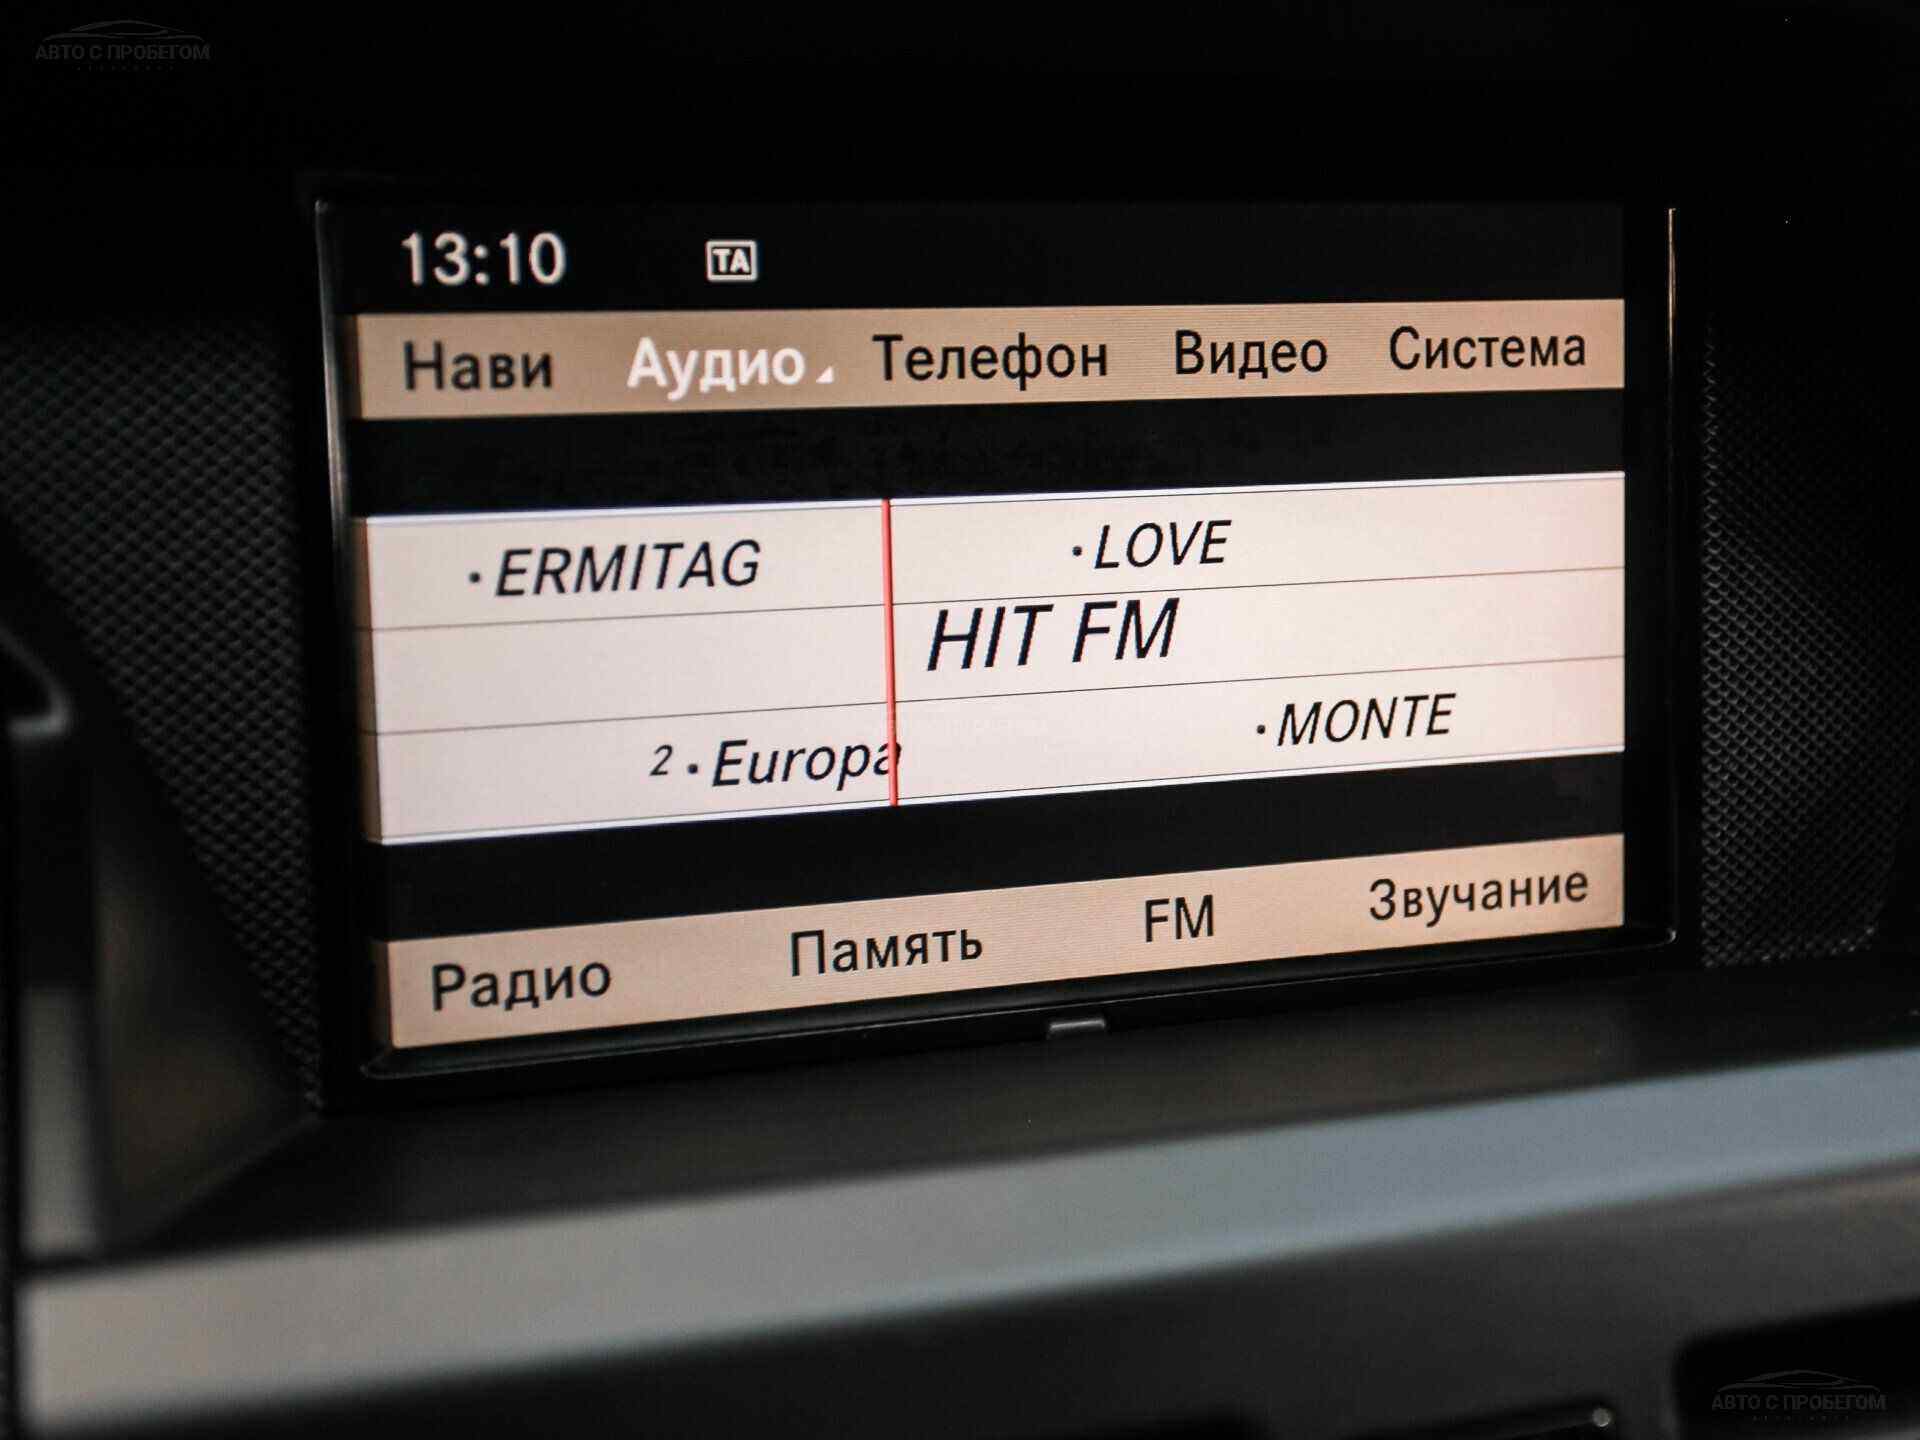 АВТО С ПРОБЕГОМ
13:10 TA
Нави Аудио Телефон Видео Система
·ERMITAG ·LOVE
HIT FM
2 ·Europa ·MONTE
Радио Память FM Звучание
АВТО С ПРОБЕГОМ